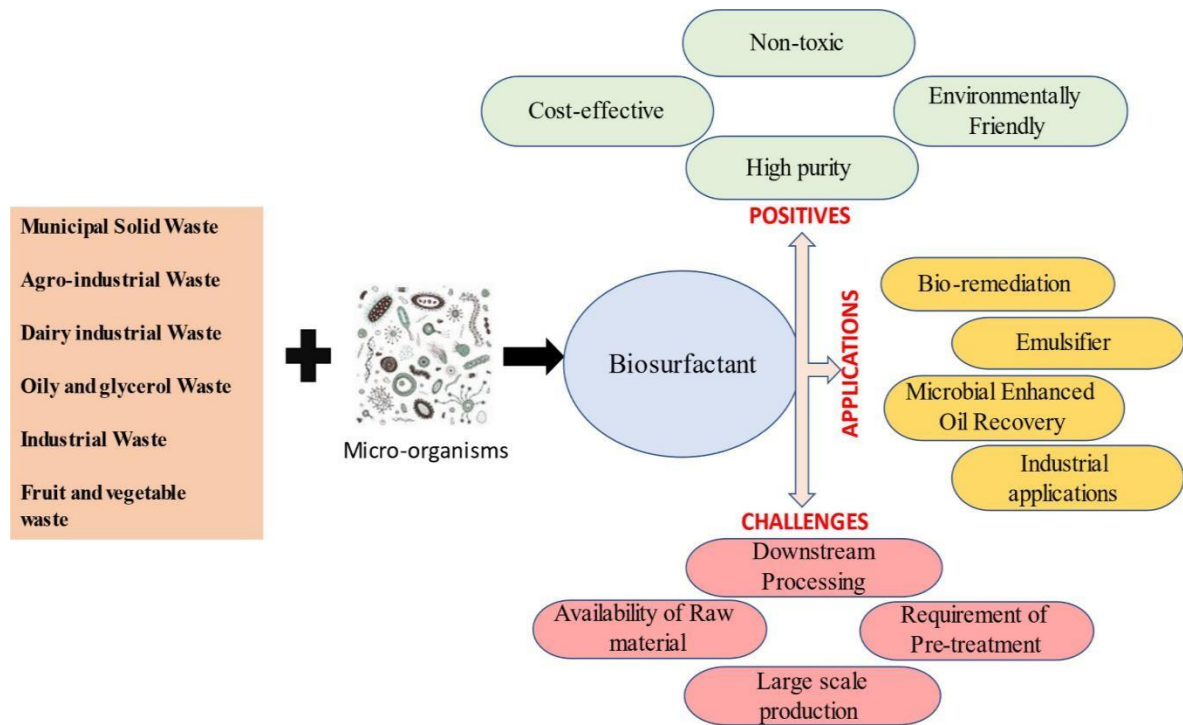 Municipal Solid Waste
Agro-industrial Waste
Dairy industrial Waste
Oily and glycerol Waste
Industrial Waste
Fruit and vegetable
waste
Micro-organisms
Biosurfactant
Non-toxic
Cost-effective
Environmentally
Friendly
High purity
POSITIVES
APPLICATIONS
Bio-remediation
Emulsifier
Microbial Enhanced
Oil Recovery
Industrial
applications
CHALLENGES
Downstream
Processing
Availability of Raw
material
Requirement of
Pre-treatment
Large scale
production